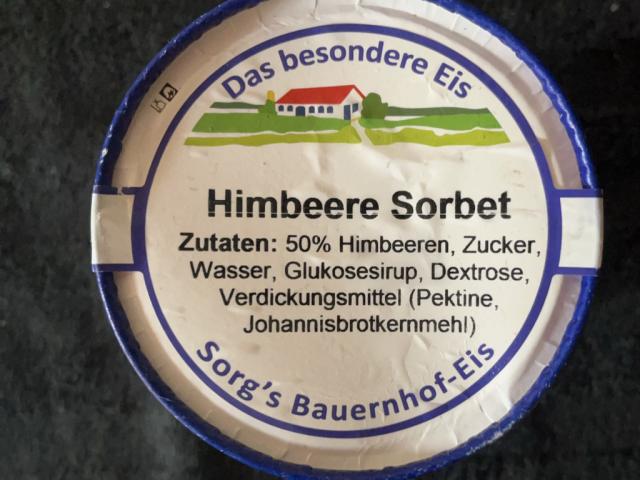 Das besondere Eis
Himbeere Sorbet
Zutaten: 50% Himbeeren, Zucker,
Wasser, Glukosesirup, Dextrose,
Verdickungsmittel (Pektine,
Johannisbrotkernmehl)
Sorg's Bauernhof-Eis